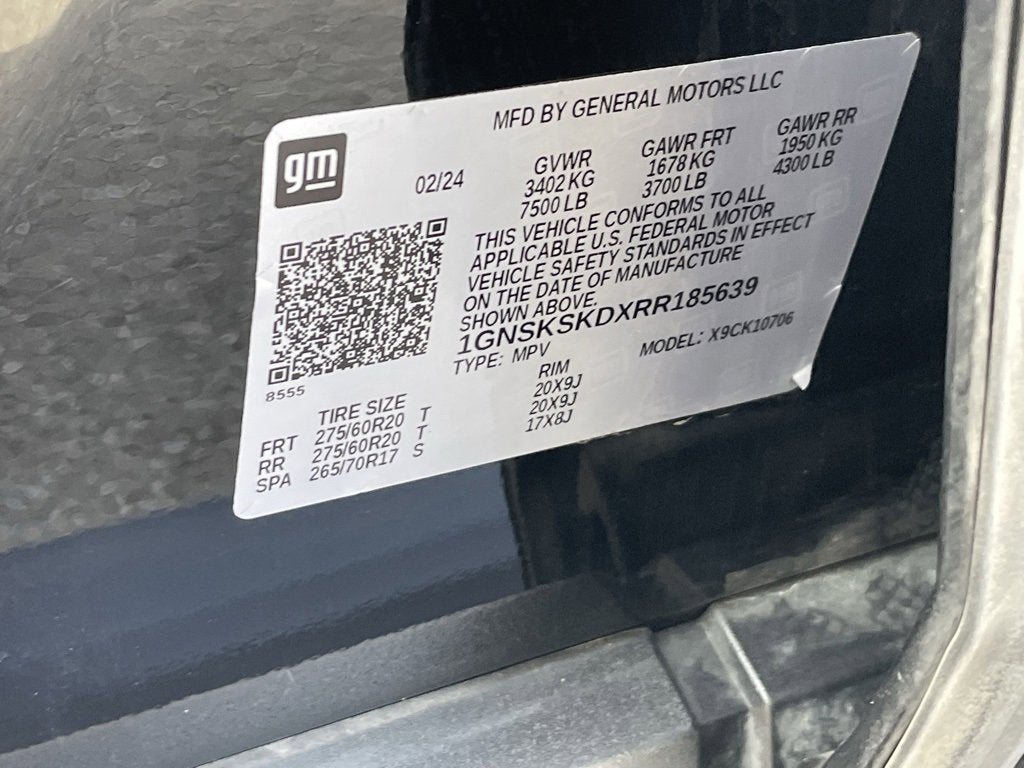 MFD BY GENERAL MOTORS LLC
gm
02/24
GVWR GAWR FRT GAWR RR
3402 KG 1678 KG 1950 KG
7500 LB 3700 LB 4300 LB
THIS VEHICLE CONFORMS TO ALL
APPLICABLE U.S. FEDERAL MOTOR
VEHICLE SAFETY STANDARDS IN EFFECT
ON THE DATE OF MANUFACTURE
SHOWN ABOVE.
1GNSKSKDXRR185639
TYPE: MPV MODEL: X9CK10706
8555
TIRE SIZE RIM
FRT 275/60R20 T 20X9J
RR 275/60R20 T 20X9J
SPA 265/70R17 S 17X8J